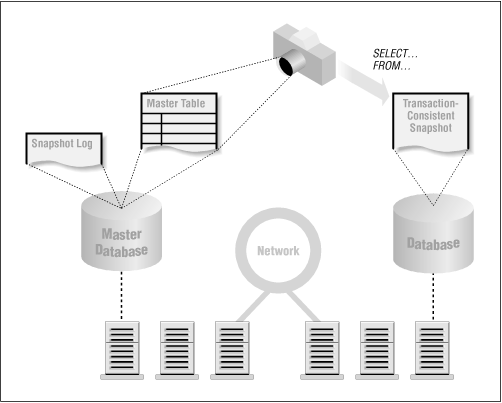 SELECT...
FROM...
Master Table
Transaction-
Consistent
Snapshot
Snapshot Log
Master
Database
Network
Database